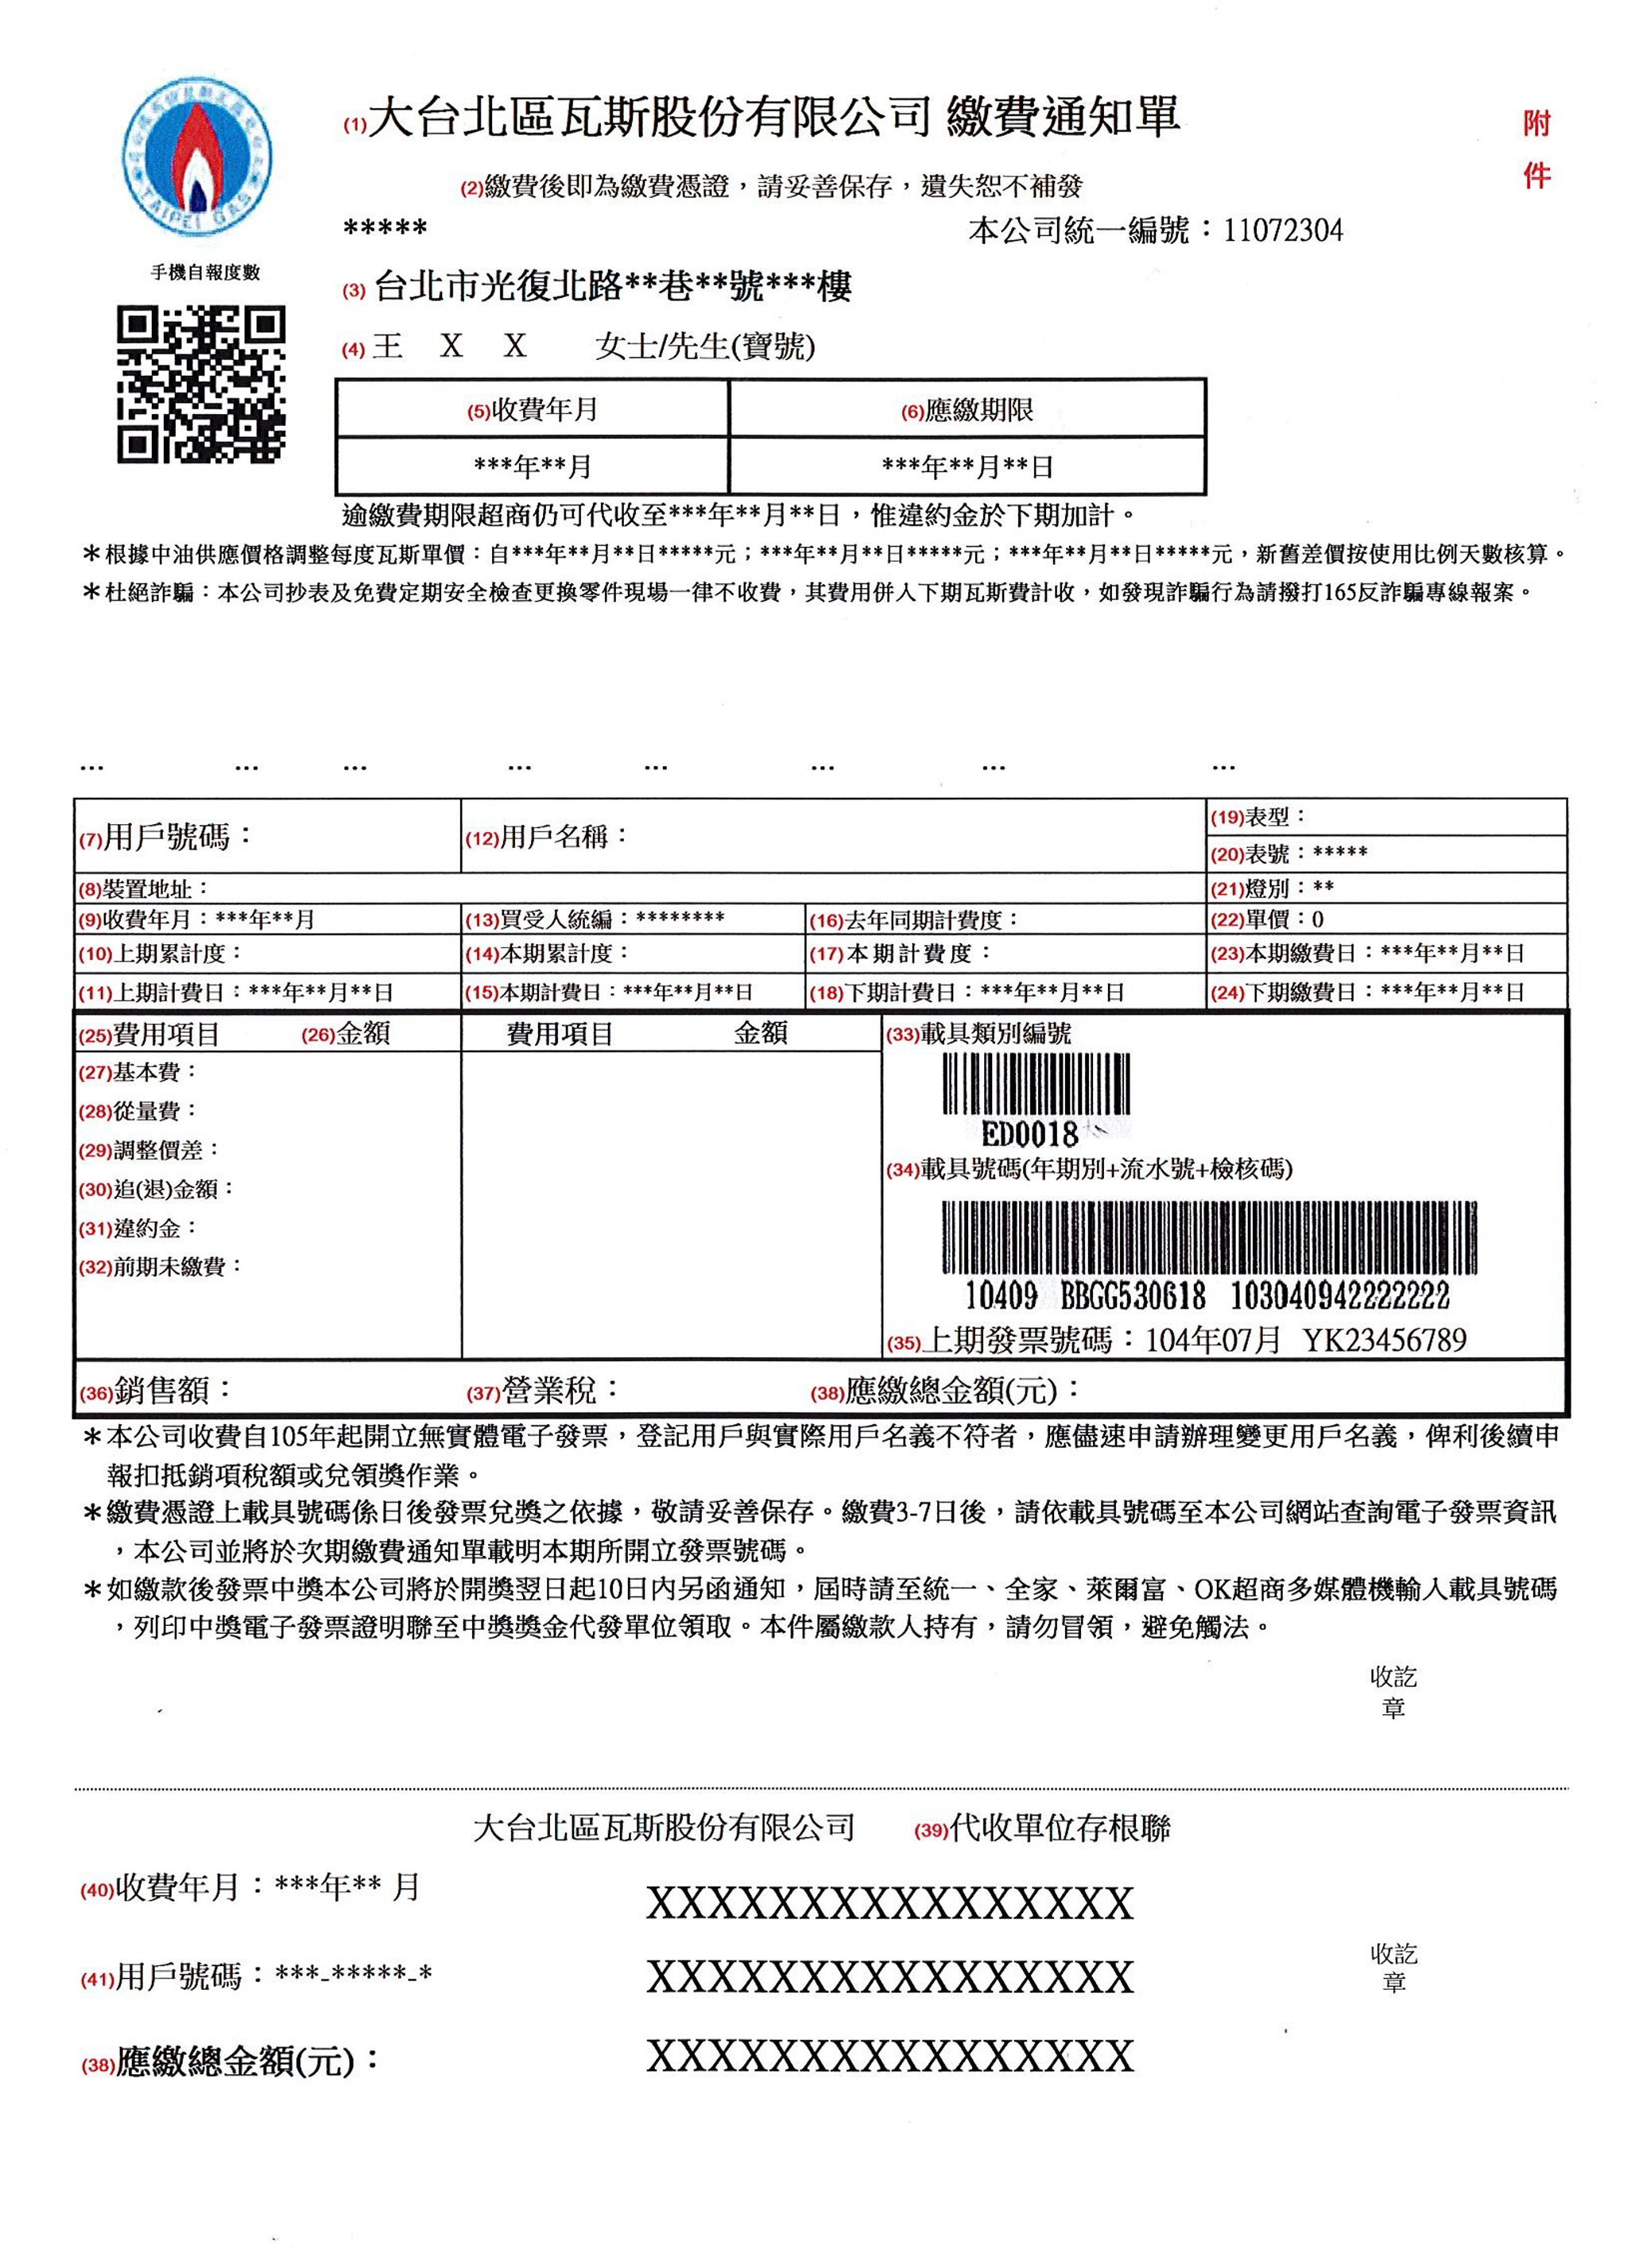 TAIPEI GAS
(1)大台北區瓦斯股份有限公司 繳費通知單
附
件
(2)繳費後即為繳費憑證，請妥善保存，遺失恕不補發
*****
本公司統一編號：11072304
手機自報度數
(3) 台北市光復北路**巷**號***樓
(4) 王 X X 女士/先生(寶號)
(5)收費年月 (6)應繳期限
***年**月 ***年**月**日
逾繳費期限超商仍可代收至***年**月**日，惟違約金於下期加計。
＊根據中油供應價格調整每度瓦斯單價：自***年**月**日*****元；***年**月**日*****元；***年**月**日*****元，新舊差價按使用比例天數核算。
＊杜絕詐騙：本公司抄表及免費定期安全檢查更換零件現場一律不收費，其費用併入下期瓦斯費計收，如發現詐騙行為請撥打165反詐騙專線報案。
... ... ... ... ... ... ... ...
(7)用戶號碼： (12)用戶名稱： (19)表型：
(20)表號：*****
(8)裝置地址： (21)燈別：**
(9)收費年月：***年**月 (13)買受人統編：******** (16)去年同期計費度： (22)單價：0
(10)上期累計度： (14)本期累計度： (17)本期計費度： (23)本期繳費日：***年**月**日
(11)上期計費日：***年**月**日 (15)本期計費日：***年**月**日 (18)下期計費日：***年**月**日 (24)下期繳費日：***年**月**日
(25)費用項目 (26)金額 費用項目 金額 (33)載具類別編號
(27)基本費：
(28)從量費：
ED0018
(29)調整價差：
(34)載具號碼(年期別+流水號+檢核碼)
(30)追(退)金額：
(31)違約金：
(32)前期未繳費：
10409 BBGG530618 103040942222222
(35)上期發票號碼：104年07月 YK23456789
(36)銷售額： (37)營業稅： (38)應繳總金額(元)：
＊本公司收費自105年起開立無實體電子發票，登記用戶與實際用戶名義不符者，應儘速申請辦理變更用戶名義，俾利後續申
報扣抵銷項稅額或兌領獎作業。
＊繳費憑證上載具號碼係日後發票兌獎之依據，敬請妥善保存。繳費3-7日後，請依載具號碼至本公司網站查詢電子發票資訊
，本公司並將於次期繳費通知單載明本期所開立發票號碼。
＊如繳款後發票中獎本公司將於開獎翌日起10日內另函通知，屆時請至統一、全家、萊爾富、OK超商多媒體機輸入載具號碼
，列印中獎電子發票證明聯至中獎獎金代發單位領取。本件屬繳款人持有，請勿冒領，避免觸法。
收訖
章
大台北區瓦斯股份有限公司 (39)代收單位存根聯
(40)收費年月：***年** 月 XXXXXXXXXXXXXXXX
(41)用戶號碼：***-*****-* XXXXXXXXXXXXXXXX
收訖
章
(38)應繳總金額(元)： XXXXXXXXXXXXXXXX